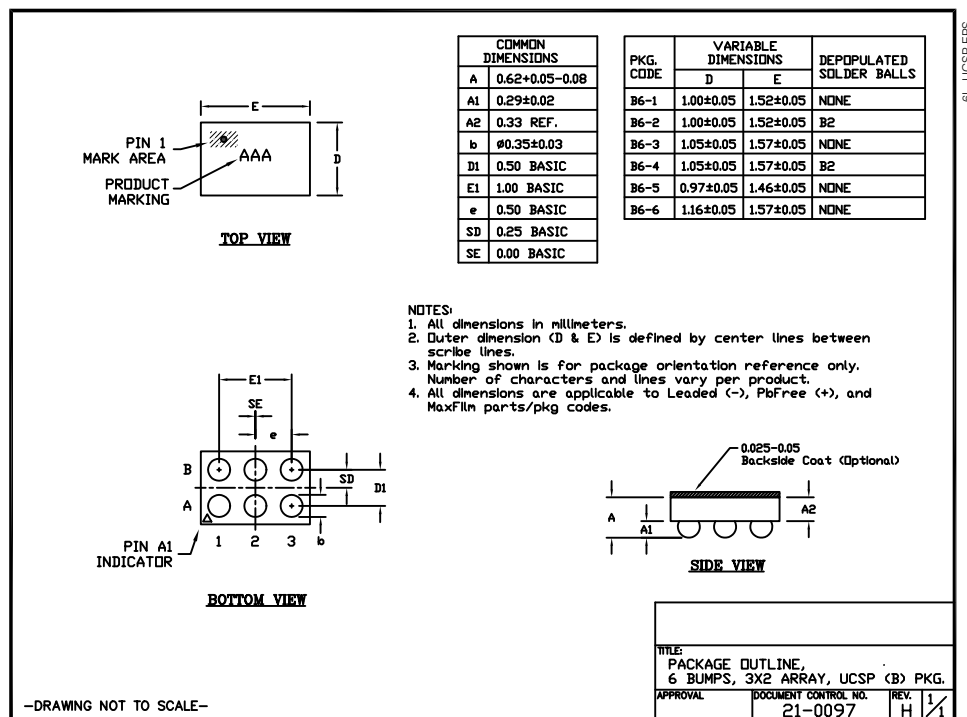 6L, UCSP.EPS
COMMON
DIMENSIONS
A 0.62+0.05-0.08
A1 0.29±0.02
A2 0.33 REF.
b ø0.35±0.03
D1 0.50 BASIC
E1 1.00 BASIC
e 0.50 BASIC
SD 0.25 BASIC
SE 0.00 BASIC
PKG. CODE VARIABLE DIMENSIONS DEPOPULATED SOLDER BALLS
D E
B6-1 1.00±0.05 1.52±0.05 NONE
B6-2 1.00±0.05 1.52±0.05 B2
B6-3 1.05±0.05 1.57±0.05 NONE
B6-4 1.05±0.05 1.57±0.05 B2
B6-5 0.97±0.05 1.46±0.05 NONE
B6-6 1.16±0.05 1.57±0.05 NONE
E
D
PIN 1
MARK AREA
AAA
PRODUCT
MARKING
TOP VIEW
NOTES:
1. All dimensions in millimeters.
2. Outer dimension (D & E) is defined by center lines between
scribe lines.
3. Marking shown is for package orientation reference only.
Number of characters and lines vary per product.
4. All dimensions are applicable to Leaded (-), PbFree (+), and
MaxFilm parts/pkg codes.
E1
SE
e
B
SD
D1
A
1 2 3 b
PIN A1
INDICATOR
BOTTOM VIEW
0.025-0.05
Backside Coat (Optional)
A
A1
A2
SIDE VIEW
TITLE:
PACKAGE OUTLINE,
6 BUMPS, 3X2 ARRAY, UCSP (B) PKG.
APPROVAL DOCUMENT CONTROL NO. REV.
21-0097 H 1/1
-DRAWING NOT TO SCALE-